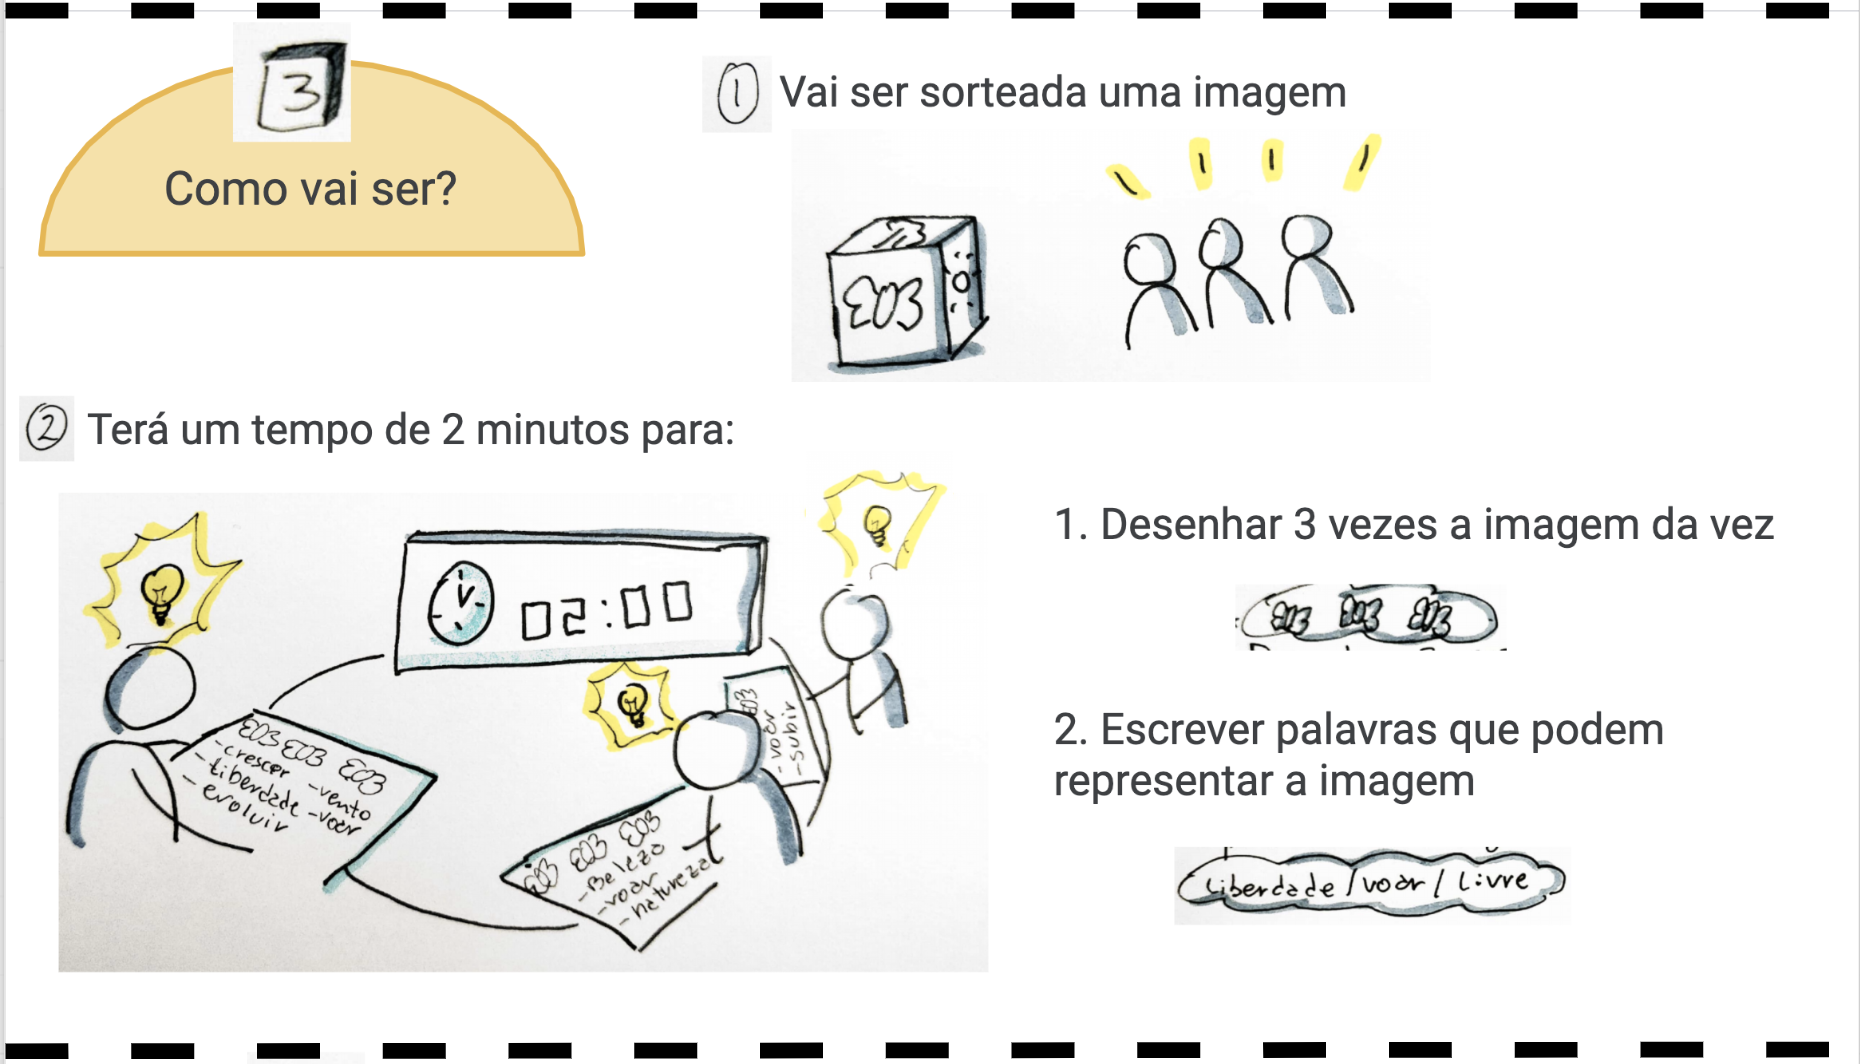 3
Como vai ser?
1 Vai ser sorteada uma imagem
2 Terá um tempo de 2 minutos para:
02:00
- crescer
- liberdade
- evoluir
- vento
- voar
- Beleza
- voar
- natureza
- voar
- subir
1. Desenhar 3 vezes a imagem da vez
2. Escrever palavras que podem
representar a imagem
Liberdade / voar / Livre